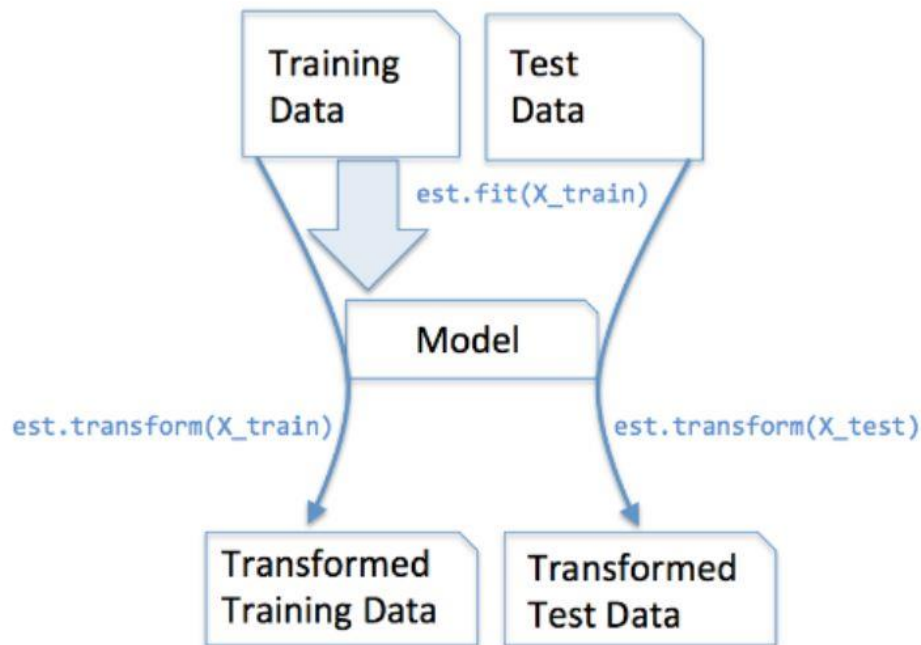 Training
Data
Test
Data
est.fit(X_train)
Model
est.transform(X_train)
est.transform(X_test)
Transformed
Training Data
Transformed
Test Data